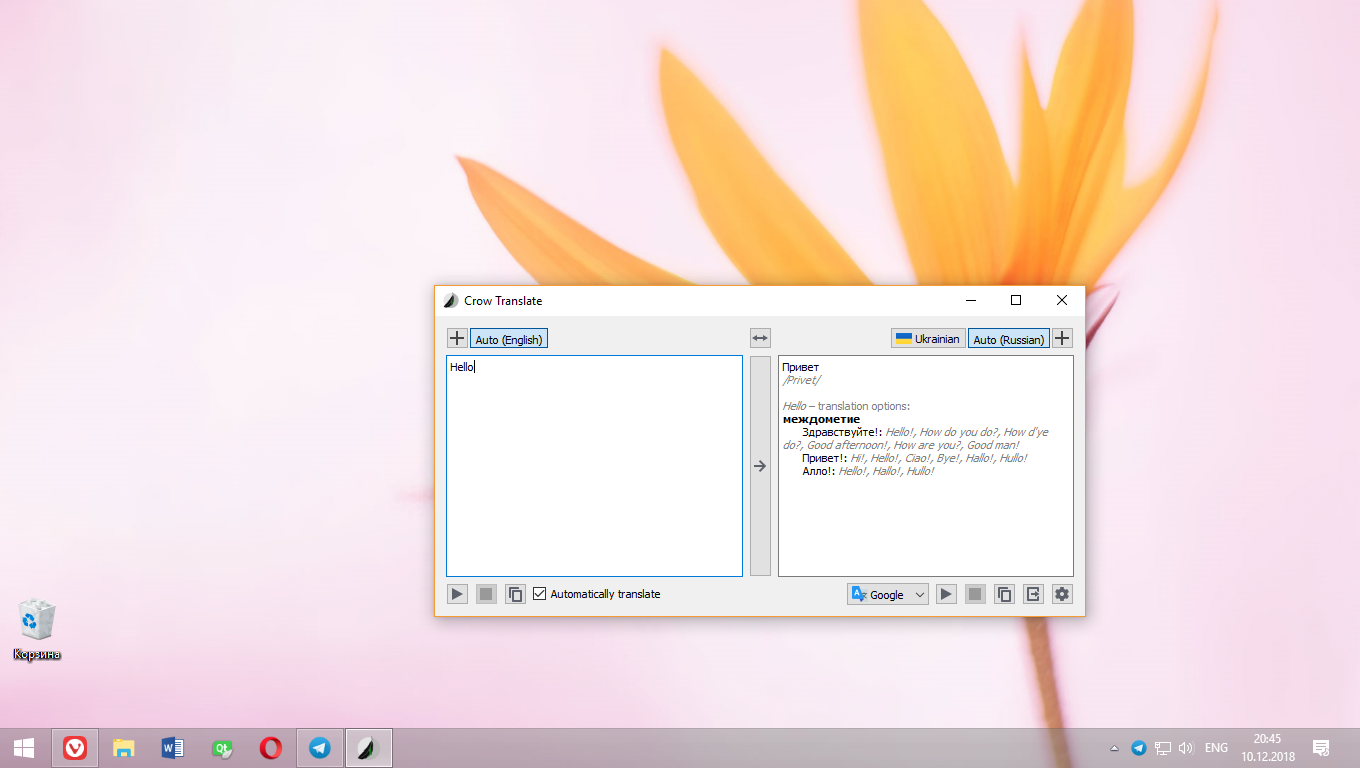 Crow Translate
Auto (English)
Ukrainian
Auto (Russian)
Hello
Привет
/Privet/
Hello – translation options:
междометие
Здравствуйте!: Hello!, How do you do?, How d'ye
do?, Good afternoon!, How are you?, Good man!
Привет!: Hi!, Hello!, Ciao!, Bye!, Hallo!, Hullo!
Алло!: Hello!, Hallo!, Hullo!
Automatically translate
Google
Корзина
ENG
20:45
10.12.2018